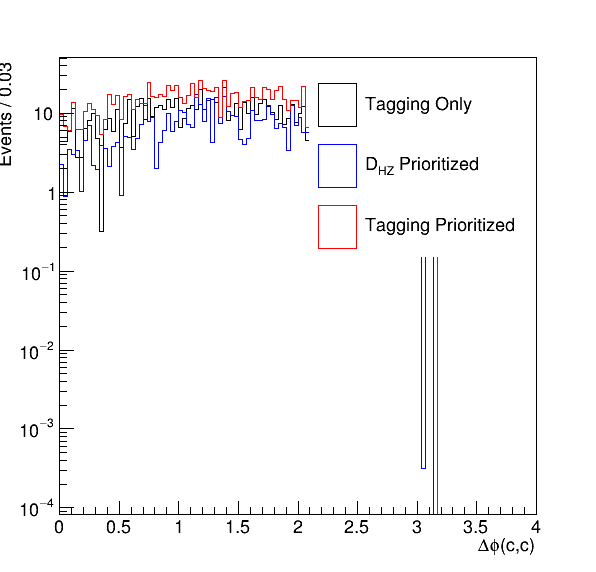 Events / 0.03
10
1
10⁻¹
10⁻²
10⁻³
10⁻⁴
Tagging Only
D_HZ Prioritized
Tagging Prioritized
0 0.5 1 1.5 2 2.5 3 3.5 4
Δϕ(c,c)